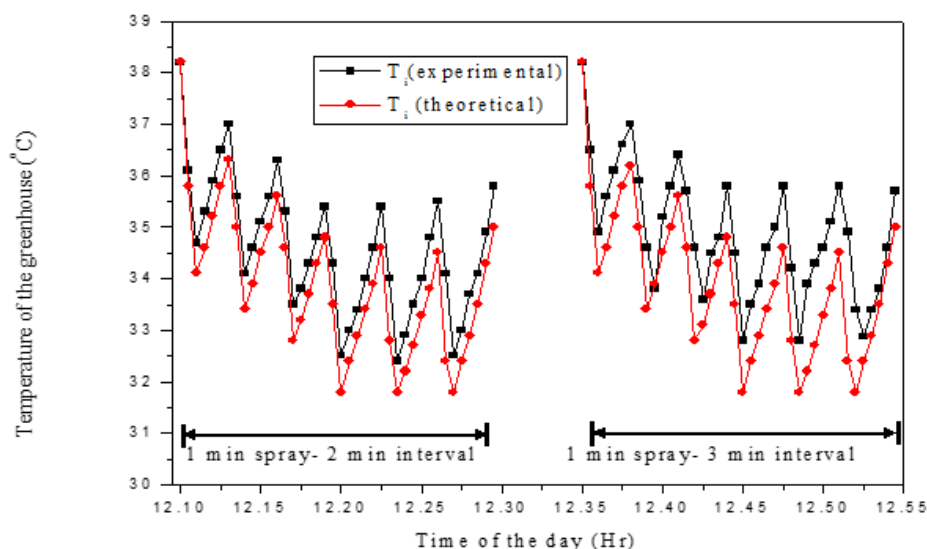 39
38
37
36
35
34
33
32
31
30
Temperature of the greenhouse (°C)
T i (experimental)
T i (theoretical)
1 min spray- 2 min interval
1 min spray- 3 min interval
12.10 12.15 12.20 12.25 12.30 12.35 12.40 12.45 12.50 12.55
Time of the day (Hr)